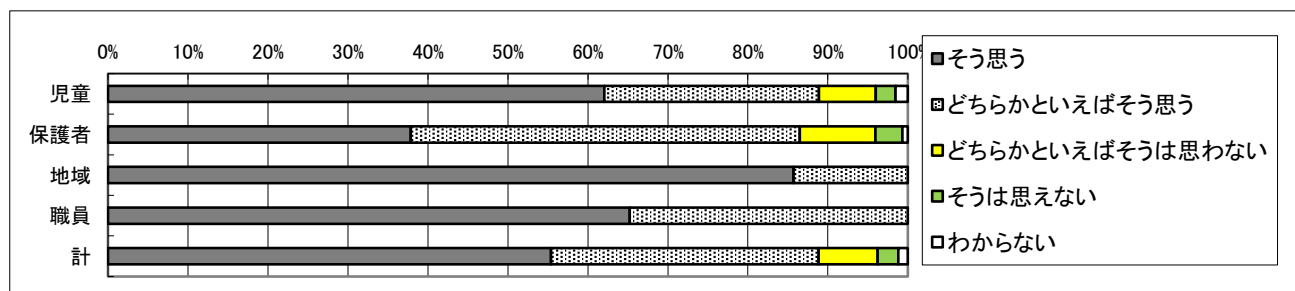 0% 10% 20% 30% 40% 50% 60% 70% 80% 90% 100%
児童
保護者
地域
職員
計
そう思う
どちらかといえばそう思う
どちらかといえばそうは思わない
そうは思えない
わからない